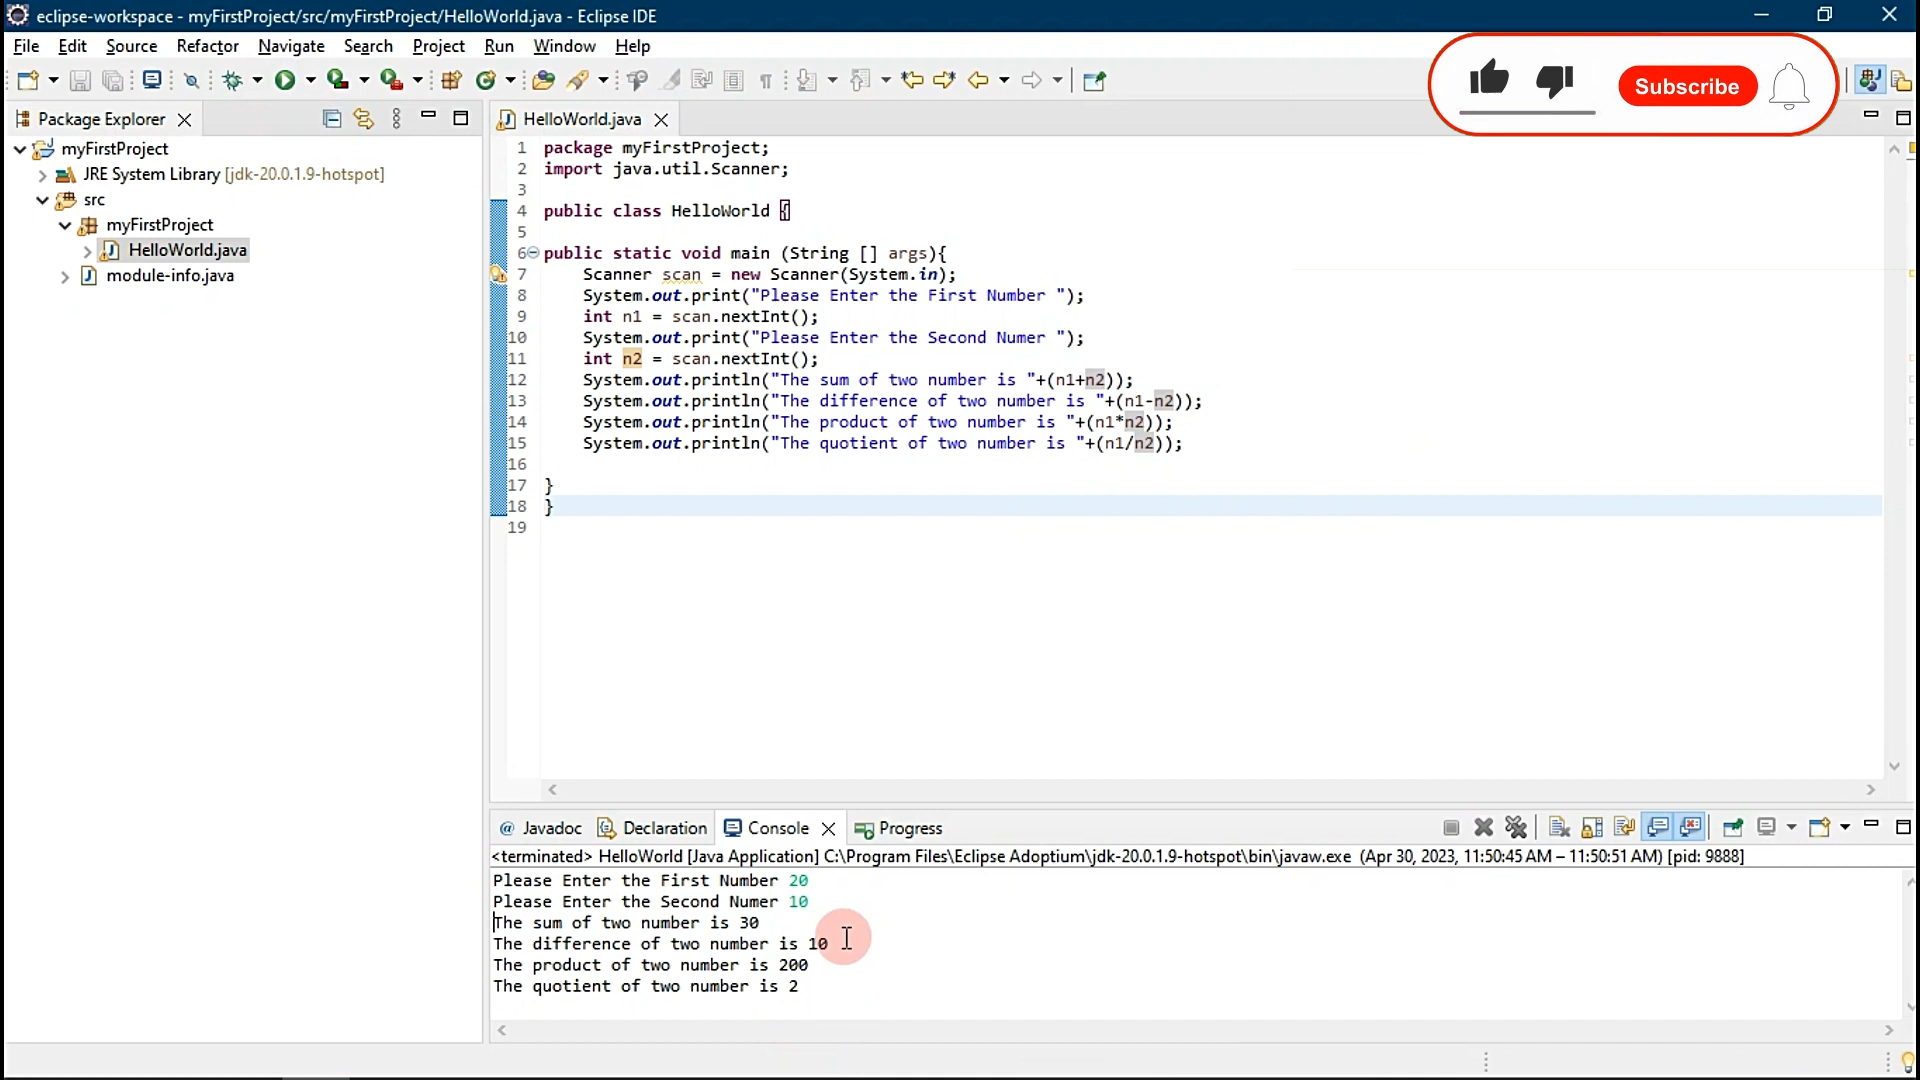 eclipse-workspace - myFirstProject/src/myFirstProject/HelloWorld.java - Eclipse IDE
File Edit Source Refactor Navigate Search Project Run Window Help
Subscribe
Package Explorer
myFirstProject
JRE System Library [jdk-20.0.1.9-hotspot]
src
myFirstProject
HelloWorld.java
module-info.java
HelloWorld.java
1 package myFirstProject;
2 import java.util.Scanner;
3
4 public class HelloWorld {
5
6 public static void main (String [] args){
7 Scanner scan = new Scanner(System.in);
8 System.out.print("Please Enter the First Number ");
9 int n1 = scan.nextInt();
10 System.out.print("Please Enter the Second Numer ");
11 int n2 = scan.nextInt();
12 System.out.println("The sum of two number is "+(n1+n2));
13 System.out.println("The difference of two number is "+(n1-n2));
14 System.out.println("The product of two number is "+(n1*n2));
15 System.out.println("The quotient of two number is "+(n1/n2));
16
17 }
18 }
19
@ Javadoc Declaration Console Progress
<terminated> HelloWorld [Java Application] C:\Program Files\Eclipse Adoptium\jdk-20.0.1.9-hotspot\bin\javaw.exe (Apr 30, 2023, 11:50:45 AM – 11:50:51 AM) [pid: 9888]
Please Enter the First Number 20
Please Enter the Second Numer 10
The sum of two number is 30
The difference of two number is 10
The product of two number is 200
The quotient of two number is 2